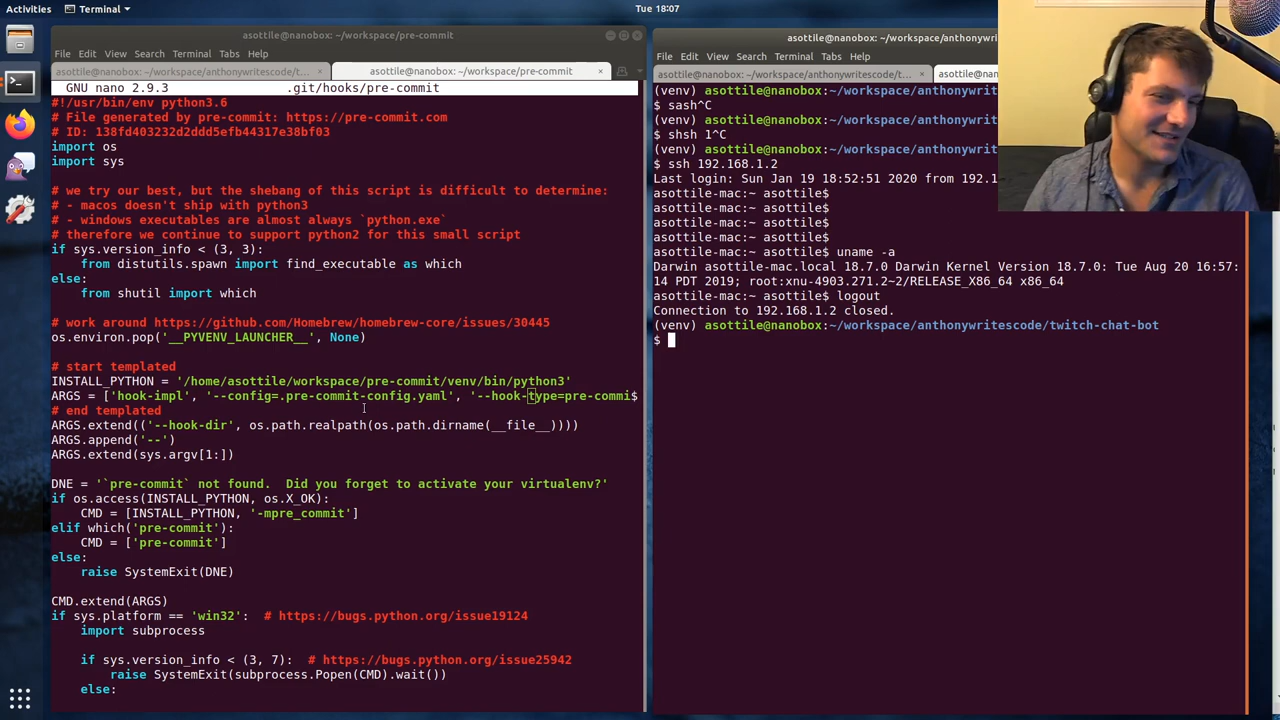 Activities
Terminal
Tue 18:07
asottile@nanobox: ~/workspace/pre-commit
File Edit View Search Terminal Tabs Help
asottile@nanobox: ~/workspace/anthonywritescode/t...
asottile@nanobox: ~/workspace/pre-commit
GNU nano 2.9.3 .git/hooks/pre-commit
#!/usr/bin/env python3.6
# File generated by pre-commit: https://pre-commit.com
# ID: 138fd403232d2ddd5efb44317e38bf03
import os
import sys
# we try our best, but the shebang of this script is difficult to determine:
# - macos doesn't ship with python3
# - windows executables are almost always `python.exe`
# therefore we continue to support python2 for this small script
if sys.version_info < (3, 3):
from distutils.spawn import find_executable as which
else:
from shutil import which
# work around https://github.com/Homebrew/homebrew-core/issues/30445
os.environ.pop('__PYVENV_LAUNCHER__', None)
# start templated
INSTALL_PYTHON = '/home/asottile/workspace/pre-commit/venv/bin/python3'
ARGS = ['hook-impl', '--config=.pre-commit-config.yaml', '--hook-type=pre-commi$
# end templated
ARGS.extend(('--hook-dir', os.path.realpath(os.path.dirname(__file__))))
ARGS.append('--')
ARGS.extend(sys.argv[1:])
DNE = '`pre-commit` not found.  Did you forget to activate your virtualenv?'
if os.access(INSTALL_PYTHON, os.X_OK):
CMD = [INSTALL_PYTHON, '-mpre_commit']
elif which('pre-commit'):
CMD = ['pre-commit']
else:
raise SystemExit(DNE)
CMD.extend(ARGS)
if sys.platform == 'win32':  # https://bugs.python.org/issue19124
import subprocess
if sys.version_info < (3, 7):  # https://bugs.python.org/issue25942
raise SystemExit(subprocess.Popen(CMD).wait())
else:
asottile@nanobox: ~/workspace/anthonywri
File Edit View Search Terminal Tabs Help
asottile@nanobox: ~/workspace/anthonywritescode/t...
asottile@nano
(venv) asottile@nanobox:~/workspace/anthonywri
$ sash^C
(venv) asottile@nanobox:~/workspace/anthonywri
$ shsh 1^C
(venv) asottile@nanobox:~/workspace/anthonywri
$ ssh 192.168.1.2
Last login: Sun Jan 19 18:52:51 2020 from 192.1
asottile-mac:~ asottile$
asottile-mac:~ asottile$
asottile-mac:~ asottile$
asottile-mac:~ asottile$
asottile-mac:~ asottile$ uname -a
Darwin asottile-mac.local 18.7.0 Darwin Kernel Version 18.7.0: Tue Aug 20 16:57:
14 PDT 2019; root:xnu-4903.271.2~2/RELEASE_X86_64 x86_64
asottile-mac:~ asottile$ logout
Connection to 192.168.1.2 closed.
(venv) asottile@nanobox:~/workspace/anthonywritescode/twitch-chat-bot
$